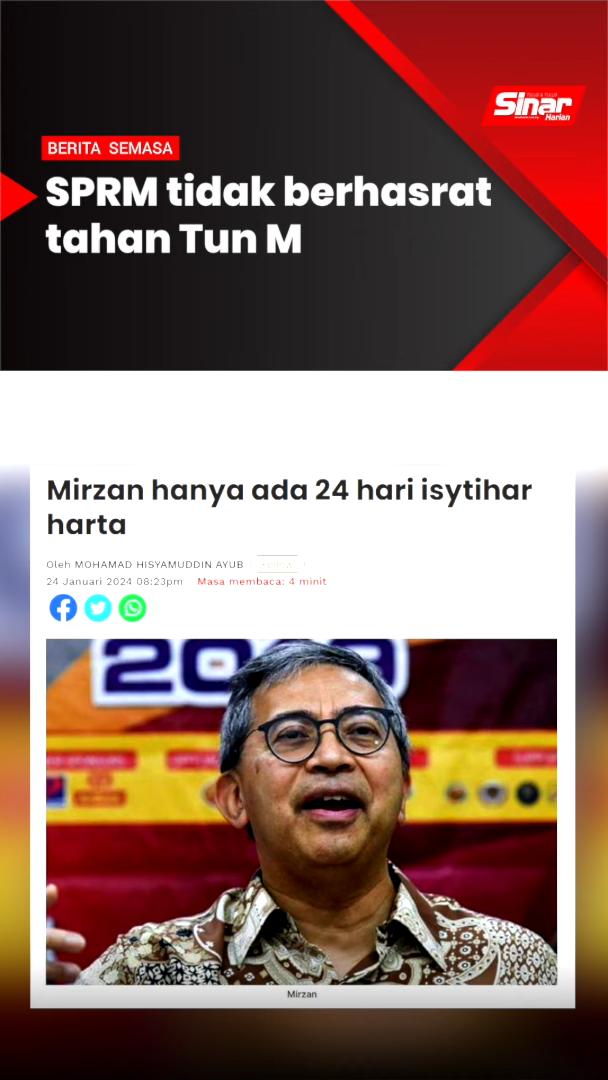 Sinar
Harian
BERITA SEMASA
SPRM tidak berhasrat
tahan Tun M
Mirzan hanya ada 24 hari isytihar
harta
Oleh MOHAMAD HISYAMUDDIN AYUB
24 Januari 2024 08:23pm Masa membaca: 4 minit
Mirzan